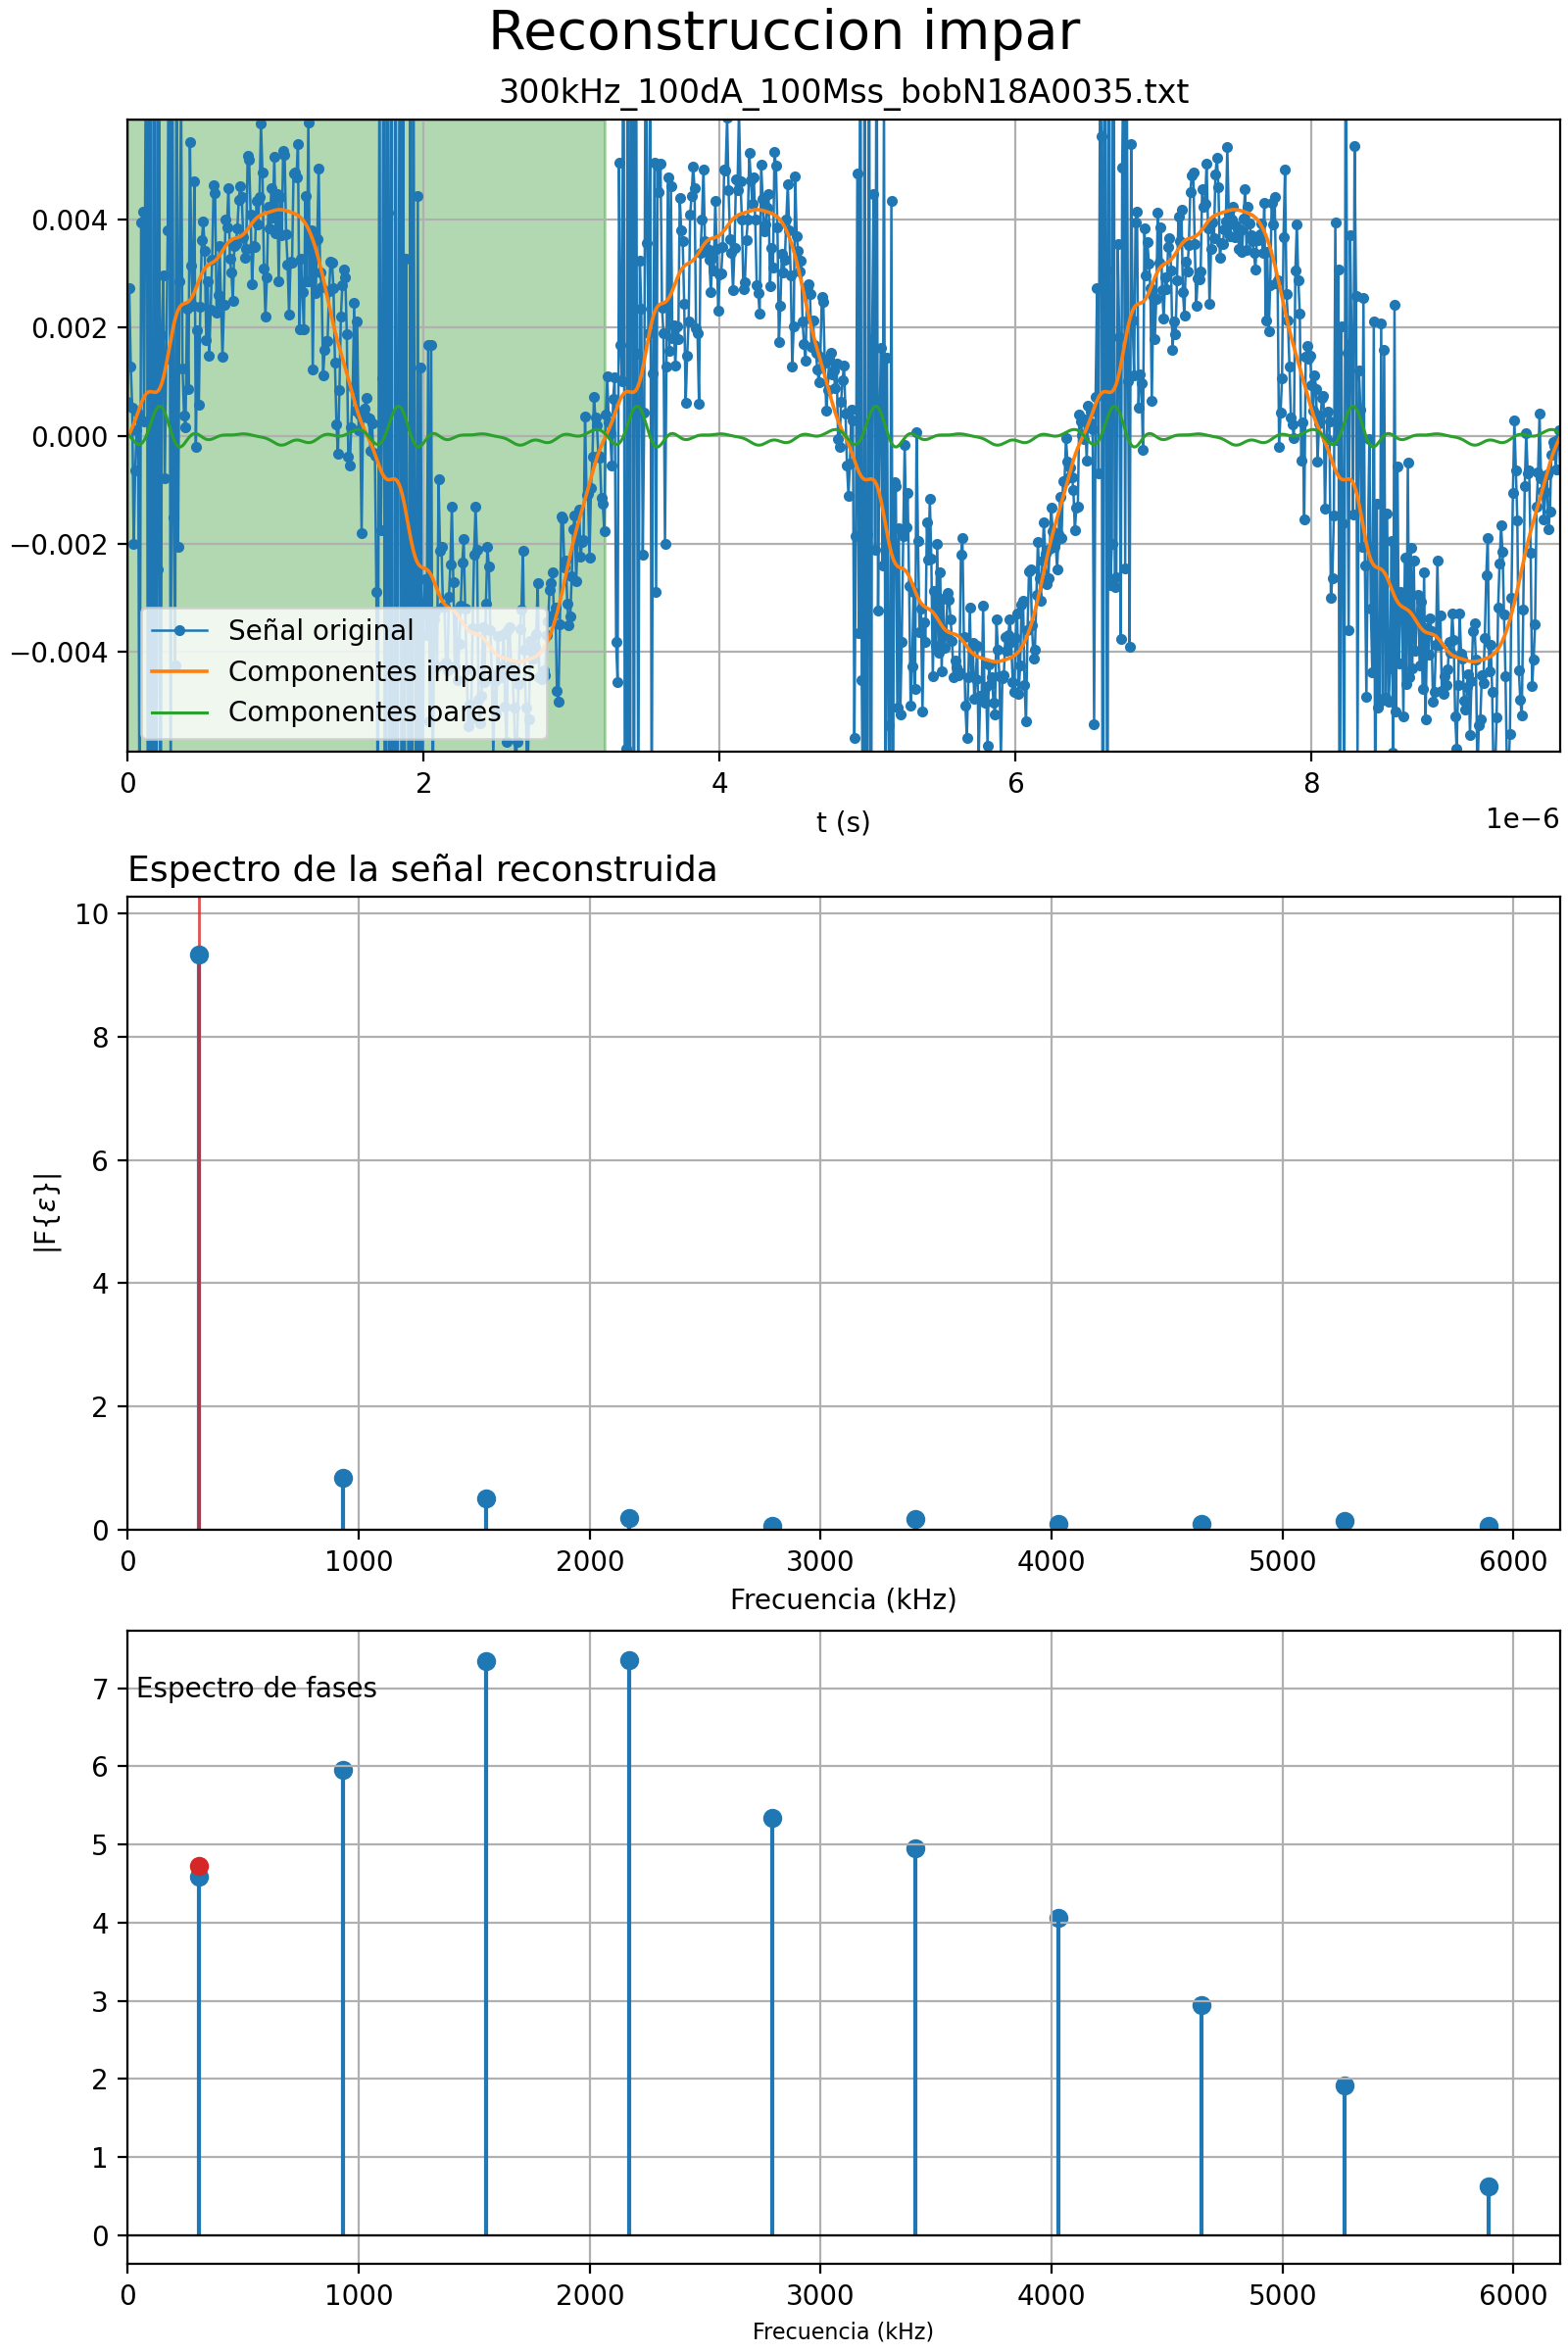 Reconstruccion impar
300kHz_100dA_100Mss_bobN18A0035.txt
0.004
0.002
0.000
−0.002
−0.004
Señal original
Componentes impares
Componentes pares
0 2 4 6 8
1e−6
t (s)
Espectro de la señal reconstruida
10
8
6
4
2
0
|F{ε}|
0 1000 2000 3000 4000 5000 6000
Frecuencia (kHz)
Espectro de fases
7
6
5
4
3
2
1
0
0 1000 2000 3000 4000 5000 6000
Frecuencia (kHz)